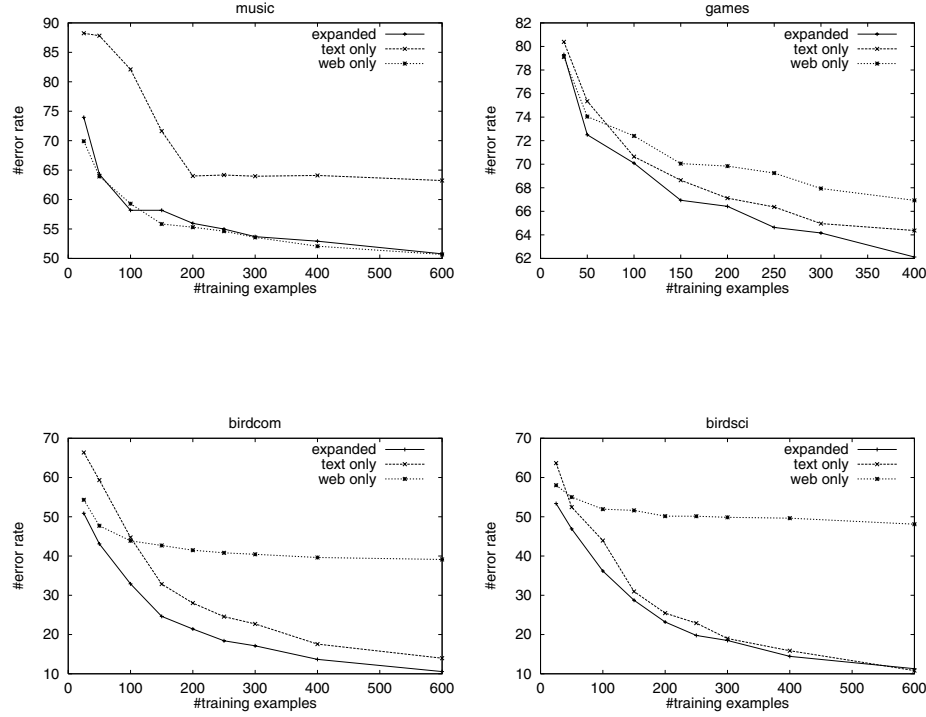 music
90
85
80
75
70
65
60
55
50
#error rate
0 100 200 300 400 500 600
#training examples
expanded
text only
web only
games
82
80
78
76
74
72
70
68
66
64
62
#error rate
0 50 100 150 200 250 300 350 400
#training examples
expanded
text only
web only
birdcom
70
60
50
40
30
20
10
#error rate
0 100 200 300 400 500 600
#training examples
expanded
text only
web only
birdsci
70
60
50
40
30
20
10
#error rate
0 100 200 300 400 500 600
#training examples
expanded
text only
web only